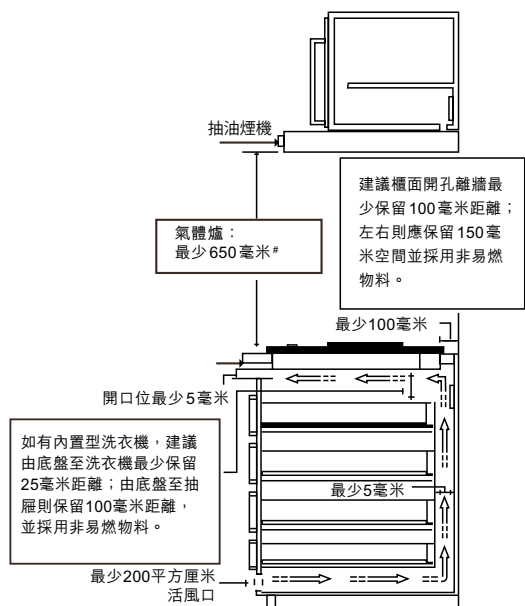 抽油煙機
建議櫃面開孔離牆最
少保留100毫米距離；
左右則應保留150毫
米空間並採用非易燃
物料。
氣體爐：
最少650毫米#
最少100毫米
開口位最少5毫米
如有內置型洗衣機，建議
由底盤至洗衣機最少保留
25毫米距離；由底盤至抽
屜則保留100毫米距離，
並採用非易燃物料。
最少5毫米
最少200平方厘米
活風口